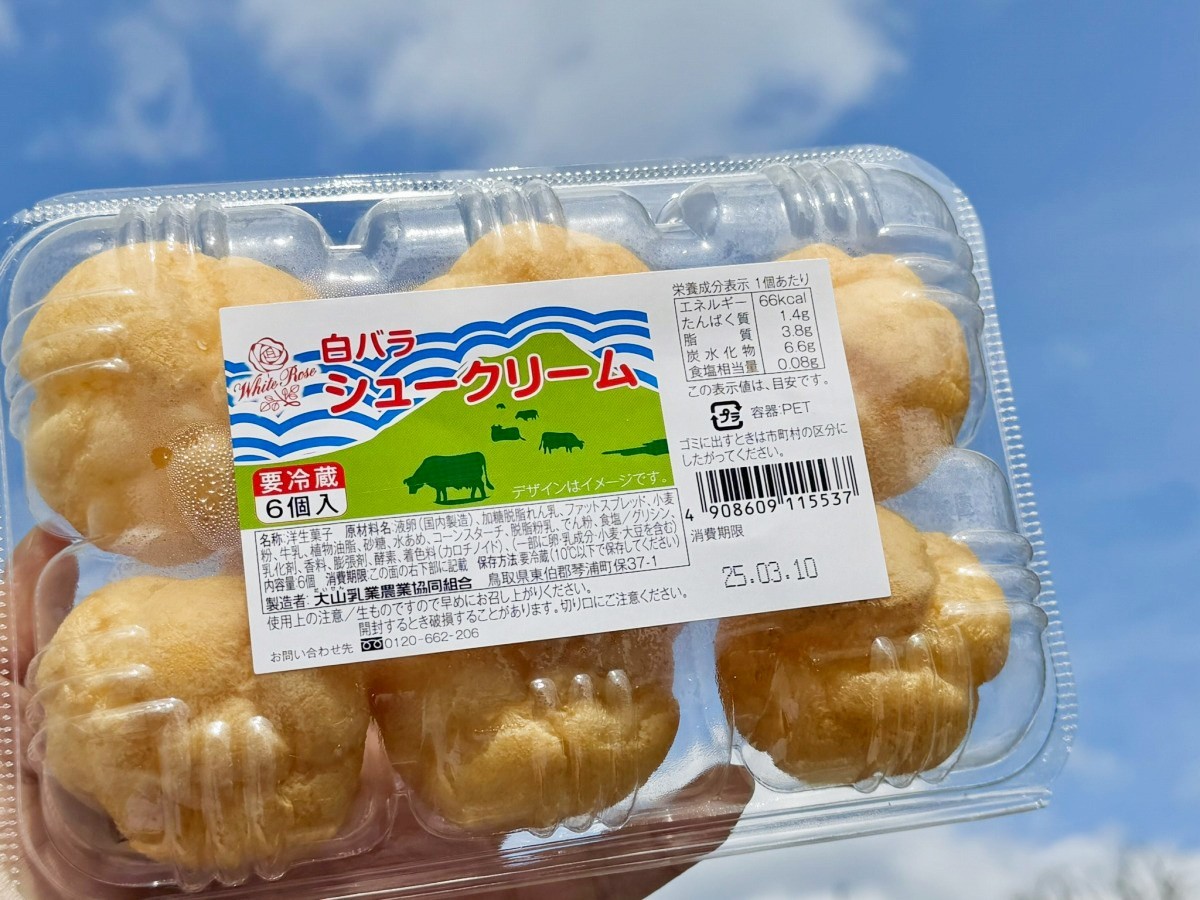 白
White Rose
白バラ
シュークリーム
要冷蔵
6個入
デザインはイメージです。
名称:洋生菓子 原材料名:液卵(国内製造)、加糖脱脂れん乳、ファットスプレッド、小麦
粉、牛乳、植物油脂、砂糖、水あめ、コーンスターチ、脱脂粉乳、でん粉、食塩/グリシン、
乳化剤、香料、膨張剤、酵素、着色料(カロチノイド)、(一部に卵・乳成分・小麦・大豆を含む)
内容量:6個 消費期限:この面の右下部に記載 保存方法:要冷蔵(10℃以下で保存してください)
製造者:大山乳業農業協同組合 鳥取県東伯郡琴浦町保37-1
使用上の注意/生ものですので早めにお召し上がりください。
開封するとき破損することがあります。切り口にご注意ください。
お問い合わせ先 0120-662-206
栄養成分表示 1個あたり
エネルギー 66kcal
たんぱく質 1.4g
脂質 3.8g
炭水化物 6.6g
食塩相当量 0.08g
この表示値は、目安です。
プラ 容器:PET
ゴミに出すときは市町村の区分に
したがってください。
4 908609 115537
消費期限
25.03.10